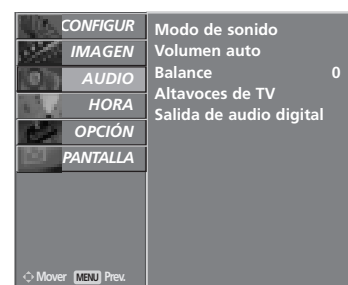 CONFIGUR
IMAGEN
AUDIO
HORA
OPCIÓN
PANTALLA
Mover MENU Prev.
Modo de sonido
Volumen auto
Balance 0
Altavoces de TV
Salida de audio digital